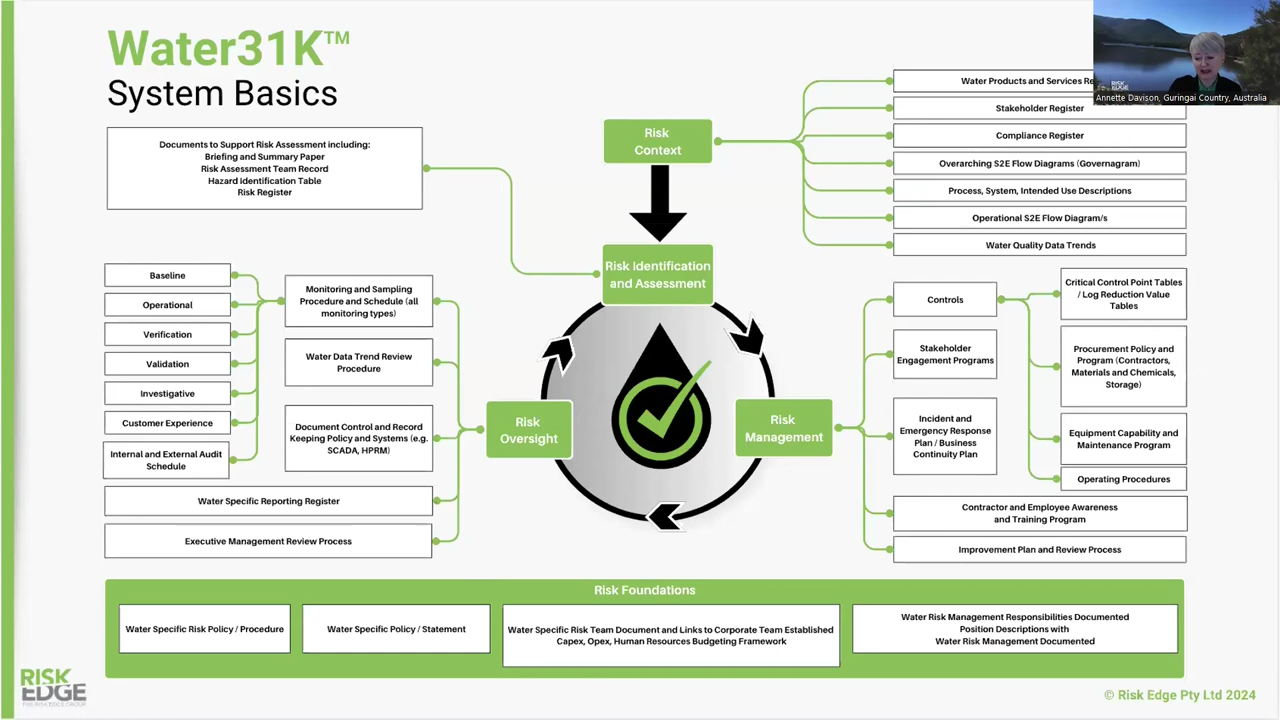 Water31K™
System Basics
Documents to Support Risk Assessment including:
Briefing and Summary Paper
Risk Assessment Team Record
Hazard Identification Table
Risk Register
Risk
Context
Water Products and Services Re
Stakeholder Register
Compliance Register
Overarching S2E Flow Diagrams (Governagram)
Process, System, Intended Use Descriptions
Operational S2E Flow Diagram/s
Water Quality Data Trends
RISK
EDGE
Annette Davison, Guringai Country, Australia
Risk Identification
and Assessment
Baseline
Operational
Verification
Validation
Investigative
Customer Experience
Internal and External Audit
Schedule
Monitoring and Sampling
Procedure and Schedule (all
monitoring types)
Water Data Trend Review
Procedure
Document Control and Record
Keeping Policy and Systems (e.g.
SCADA, HPRM)
Water Specific Reporting Register
Executive Management Review Process
Risk
Oversight
Risk
Management
Controls
Stakeholder
Engagement Programs
Incident and
Emergency Response
Plan / Business
Continuity Plan
Critical Control Point Tables
/ Log Reduction Value
Tables
Procurement Policy and
Program (Contractors,
Materials and Chemicals,
Storage)
Equipment Capability and
Maintenance Program
Operating Procedures
Contractor and Employee Awareness
and Training Program
Improvement Plan and Review Process
Risk Foundations
Water Specific Risk Policy / Procedure
Water Specific Policy / Statement
Water Specific Risk Team Document and Links to Corporate Team Established
Capex, Opex, Human Resources Budgeting Framework
Water Risk Management Responsibilities Documented
Position Descriptions with
Water Risk Management Documented
RISK
EDGE
THE RISK EDGE GROUP
© Risk Edge Pty Ltd 2024